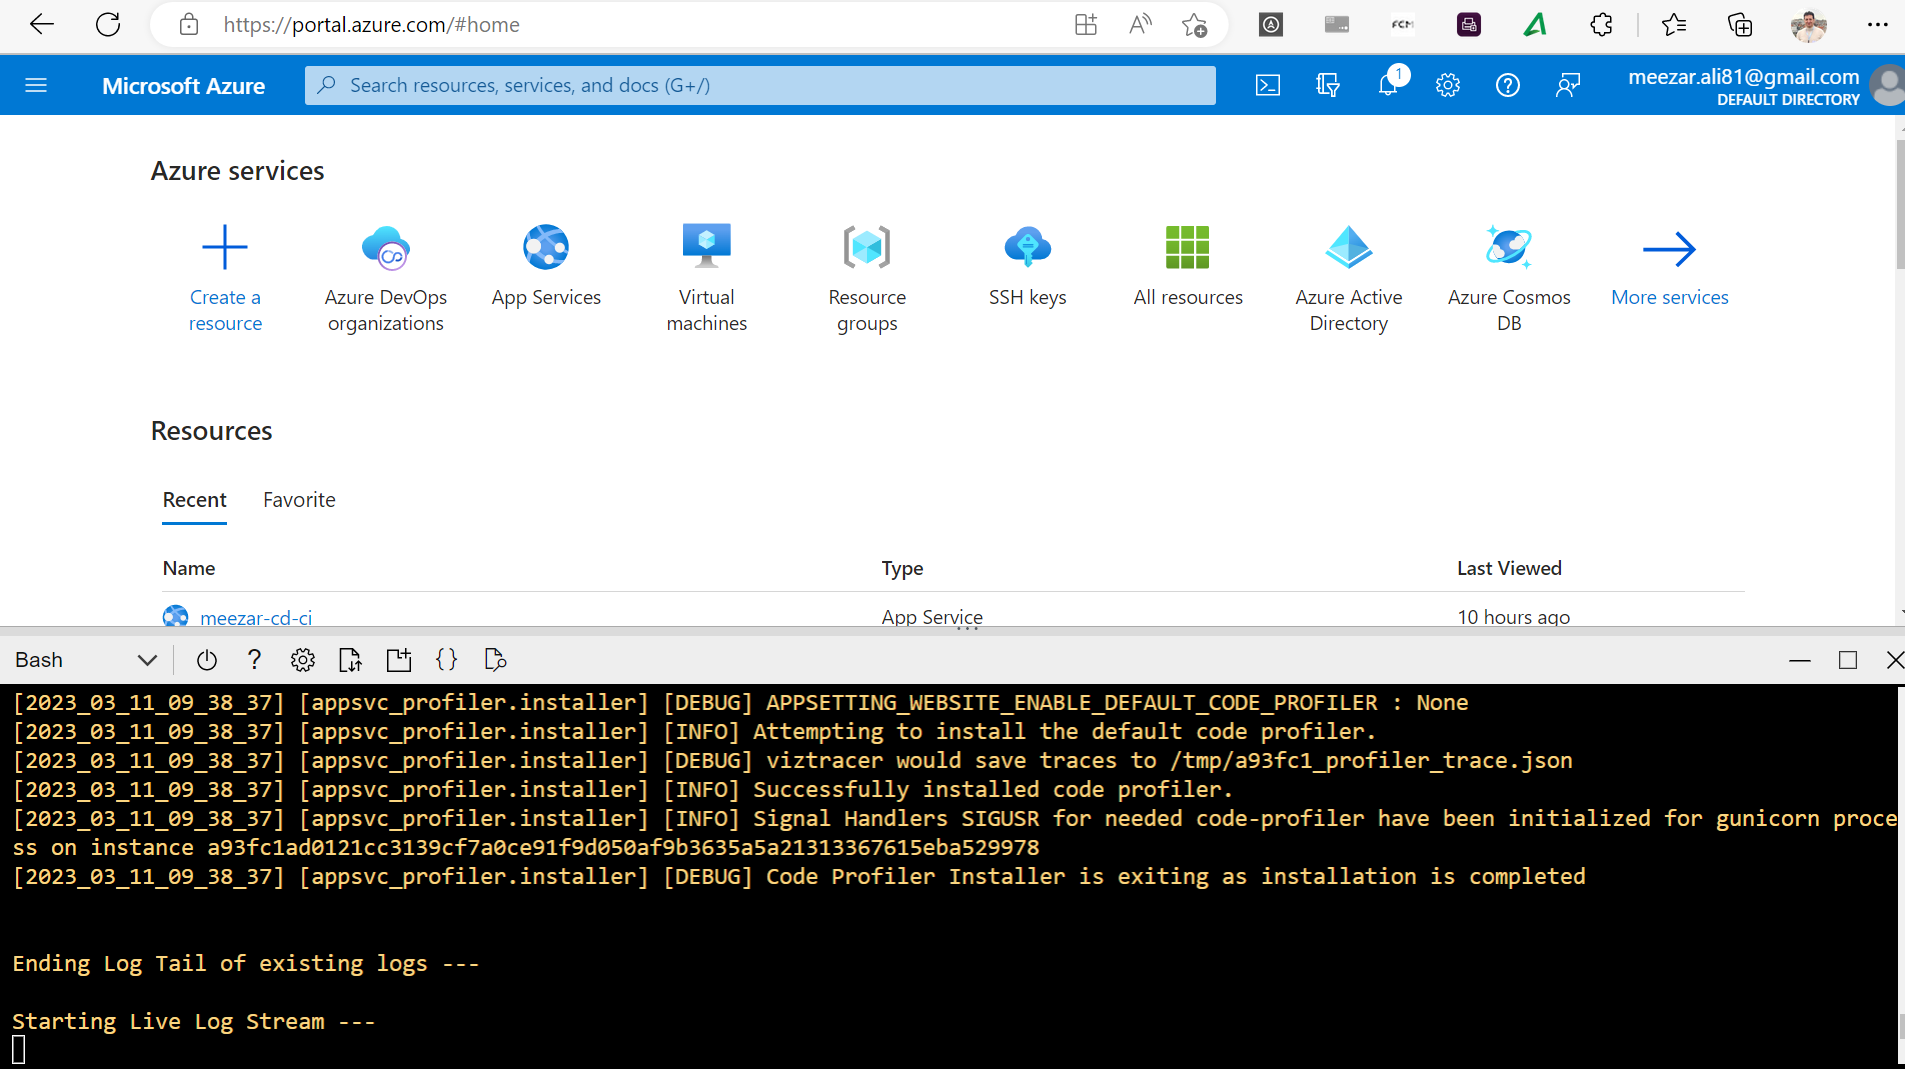 https://portal.azure.com/#home
FCM
Microsoft Azure
Search resources, services, and docs (G+/)
1
meezar.ali81@gmail.com
DEFAULT DIRECTORY
Azure services
Create a resource
Azure DevOps organizations
App Services
Virtual machines
Resource groups
SSH keys
All resources
Azure Active Directory
Azure Cosmos DB
More services
Resources
Recent Favorite
Name Type Last Viewed
meezar-cd-ci App Service 10 hours ago
Bash
[2023_03_11_09_38_37] [appsvc_profiler.installer] [DEBUG] APPSETTING_WEBSITE_ENABLE_DEFAULT_CODE_PROFILER : None
[2023_03_11_09_38_37] [appsvc_profiler.installer] [INFO] Attempting to install the default code profiler.
[2023_03_11_09_38_37] [appsvc_profiler.installer] [DEBUG] viztracer would save traces to /tmp/a93fc1_profiler_trace.json
[2023_03_11_09_38_37] [appsvc_profiler.installer] [INFO] Successfully installed code profiler.
[2023_03_11_09_38_37] [appsvc_profiler.installer] [INFO] Signal Handlers SIGUSR for needed code-profiler have been initialized for gunicorn proce
ss on instance a93fc1ad0121cc3139cf7a0ce91f9d050af9b3635a5a21313367615eba529978
[2023_03_11_09_38_37] [appsvc_profiler.installer] [DEBUG] Code Profiler Installer is exiting as installation is completed
Ending Log Tail of existing logs ---
Starting Live Log Stream ---